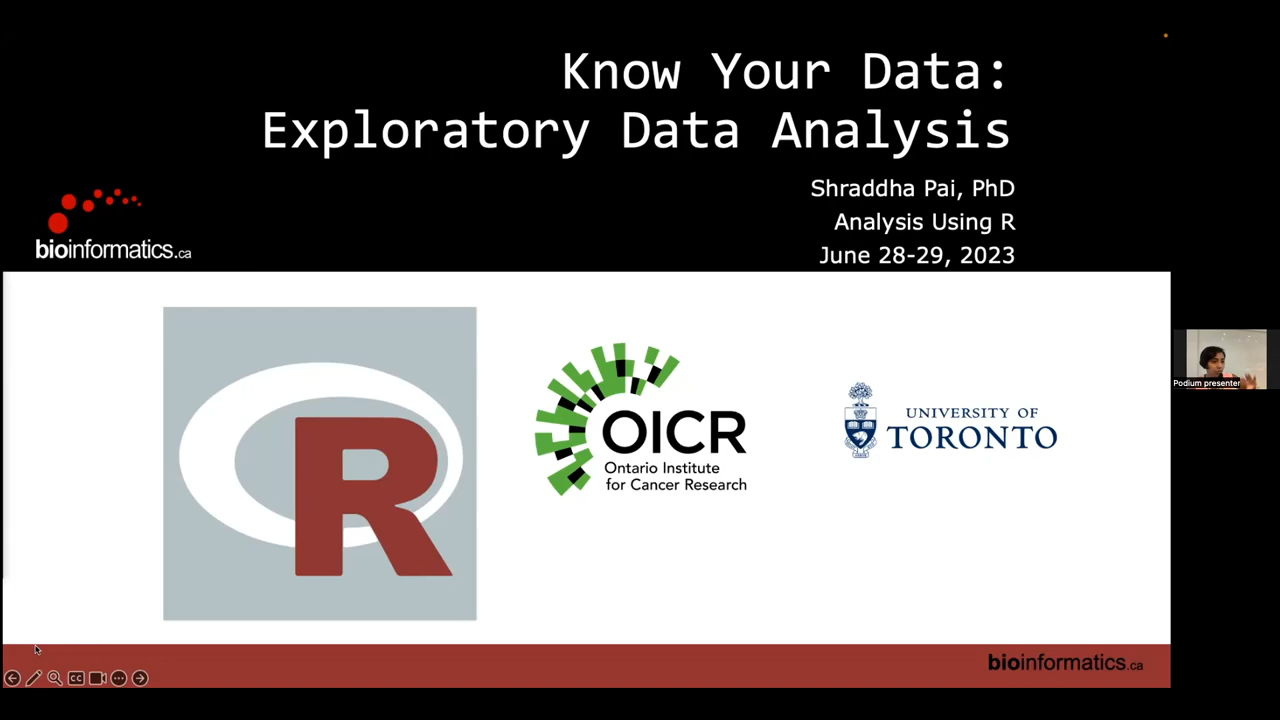 Know Your Data:
Exploratory Data Analysis
Shraddha Pai, PhD
Analysis Using R
June 28-29, 2023
bioinformatics.ca
R
OICR
Ontario Institute
for Cancer Research
UNIVERSITY OF
TORONTO
Podium presenter
bioinformatics.ca
CC